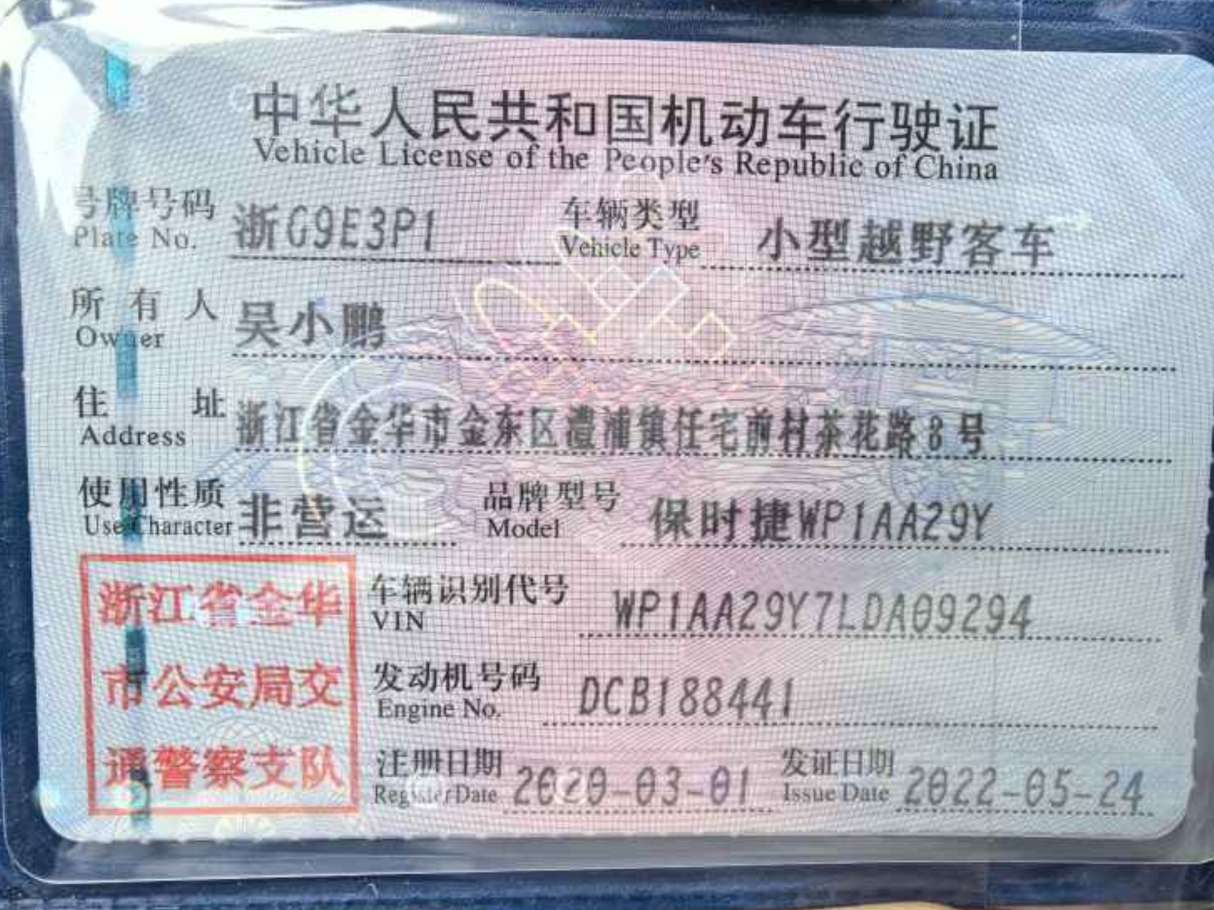 中华人民共和国机动车行驶证
Vehicle License of the People's Republic of China
号牌号码 浙G9E3P1 车辆类型 小型越野客车
Plate No. Vehicle Type
所有人 吴小鹏
Owner
住址 浙江省金华市金东区澧浦镇任宅前村茶花路8号
Address
使用性质 非营运 品牌型号 保时捷WP1AA29Y
Use Character Model
浙江省金华 车辆识别代号 WP1AA29Y7LDA09294
VIN
市公安局交 发动机号码 DCB188441
Engine No.
通警察支队 注册日期 2020-03-01 发证日期 2022-05-24
Register Date Issue Date